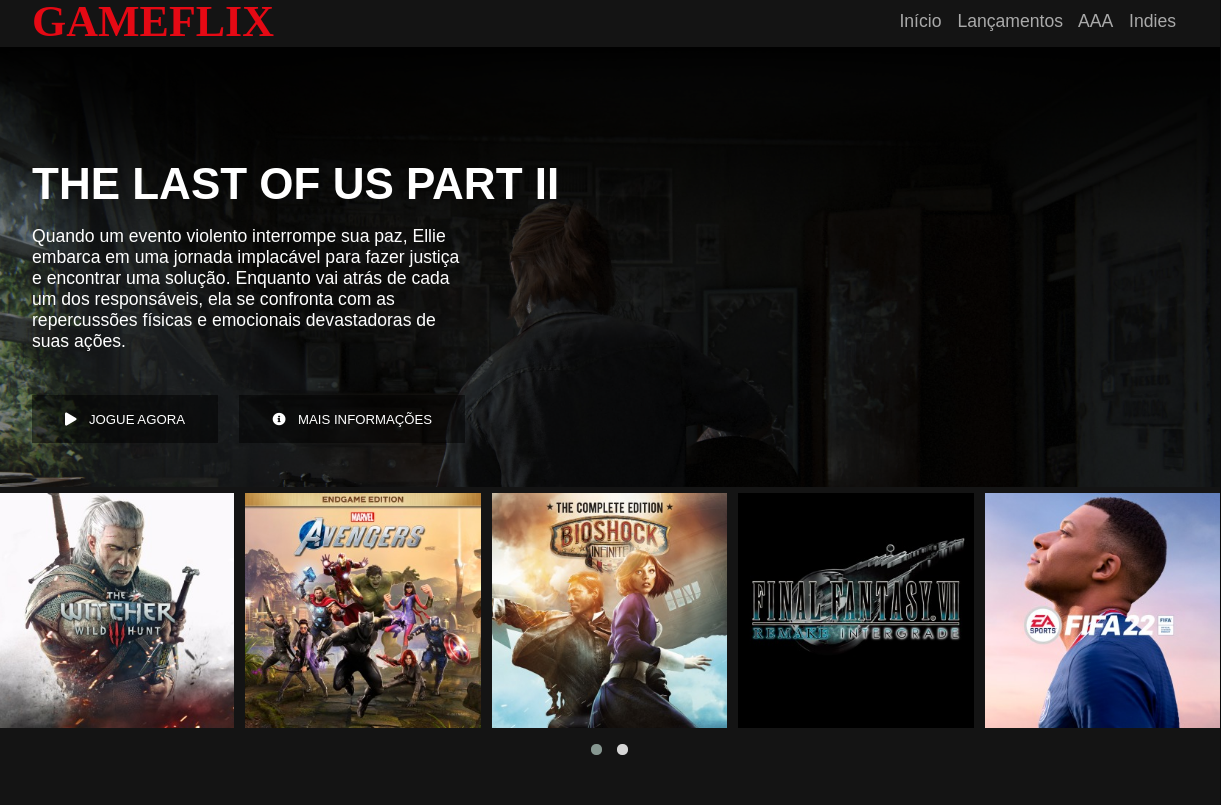 GAMEFLIX
Início Lançamentos AAA Indies
THE LAST OF US PART II
Quando um evento violento interrompe sua paz, Ellie
embarca em uma jornada implacável para fazer justiça
e encontrar uma solução. Enquanto vai atrás de cada
um dos responsáveis, ela se confronta com as
repercussões físicas e emocionais devastadoras de
suas ações.
JOGUE AGORA
MAIS INFORMAÇÕES
THE
WITCHER
WILD HUNT
ENDGAME EDITION
MARVEL
AVENGERS
THE COMPLETE EDITION
BIOSHOCK
INFINITE
FINAL FANTASY VII
REMAKE INTERGRADE
EA
SPORTS
FIFA 22
FIFA